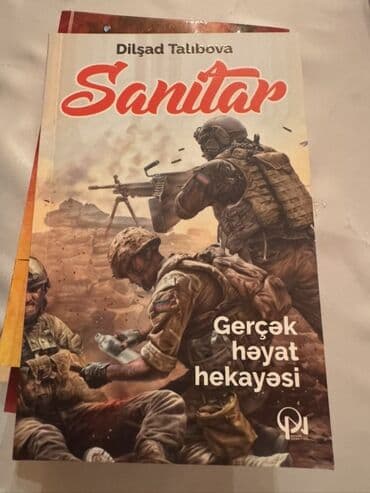 Dilşad Talıbova
Sanitar
Gerçək
həyat
hekayəsi